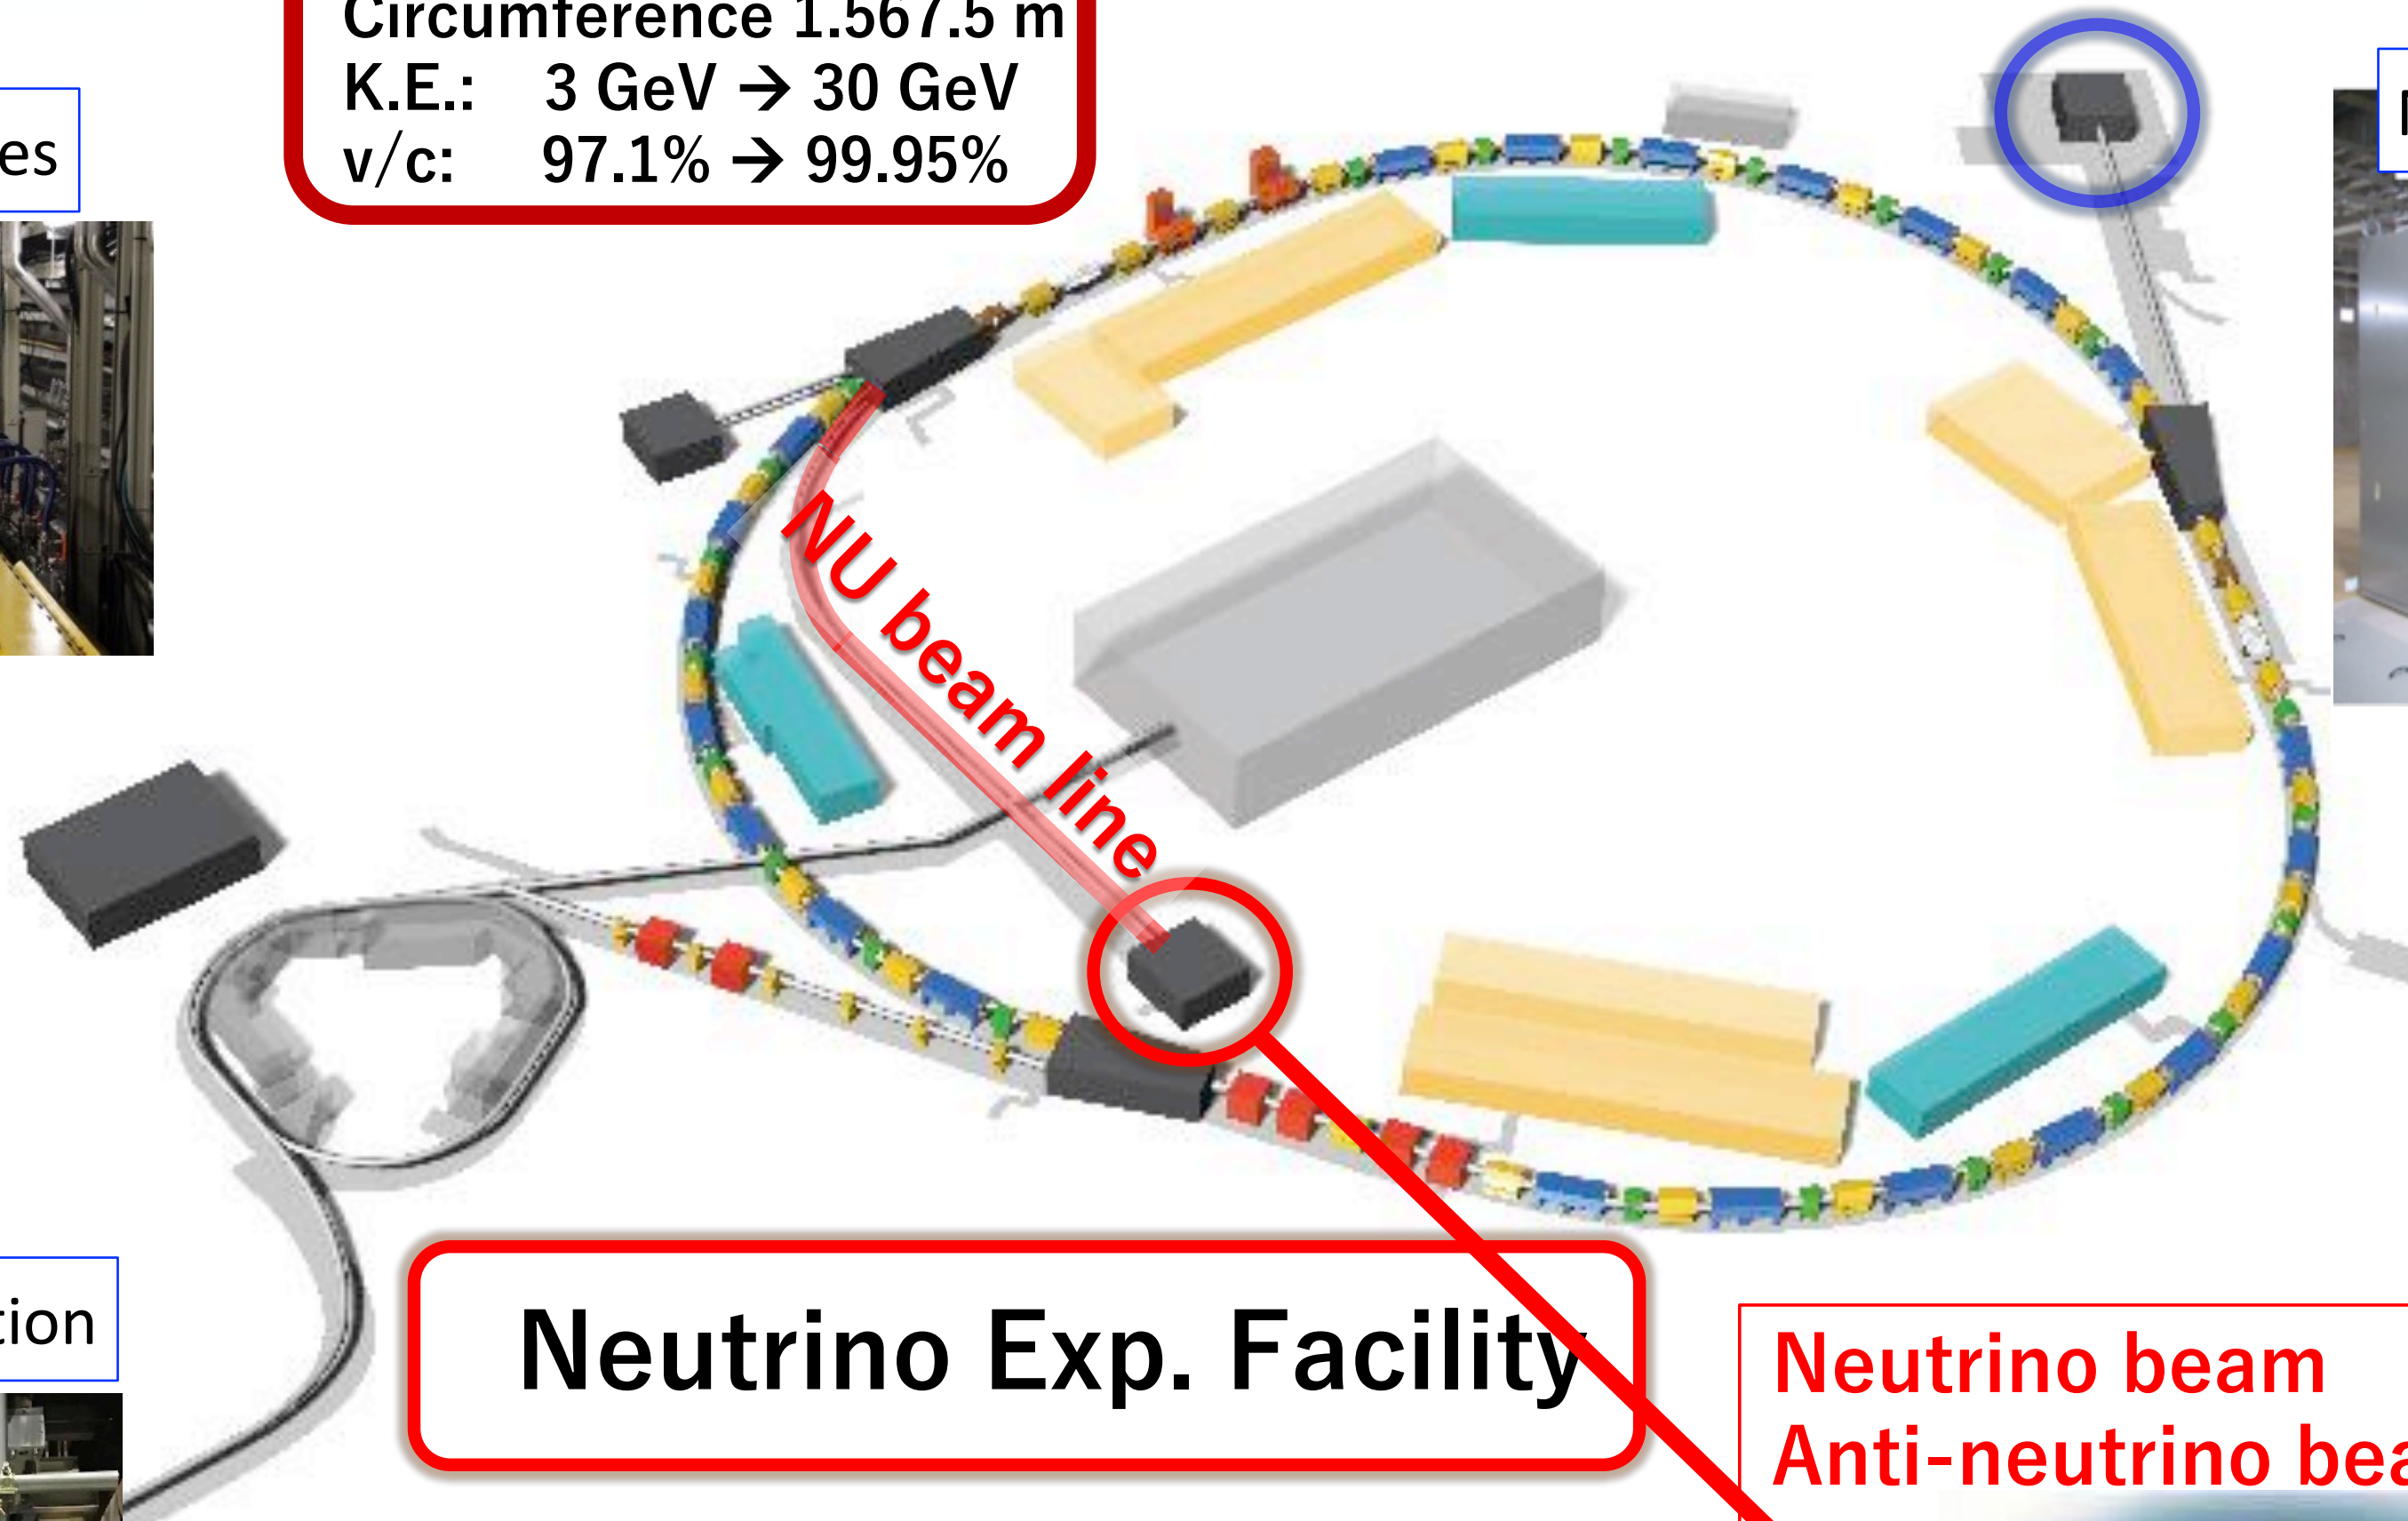 Circumference 1.567.5 m
K.E.: 3 GeV → 30 GeV
v/c: 97.1% → 99.95%
es
NU beam line
tion
Neutrino Exp. Facility
Neutrino beam
Anti-neutrino bea